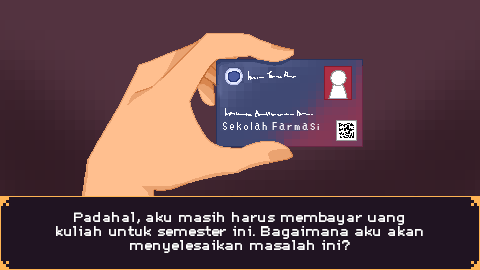 Sekolah Farmasi
Padahal, aku masih harus membayar uang
kuliah untuk semester ini. Bagaimana aku akan
menyelesaikan masalah ini?